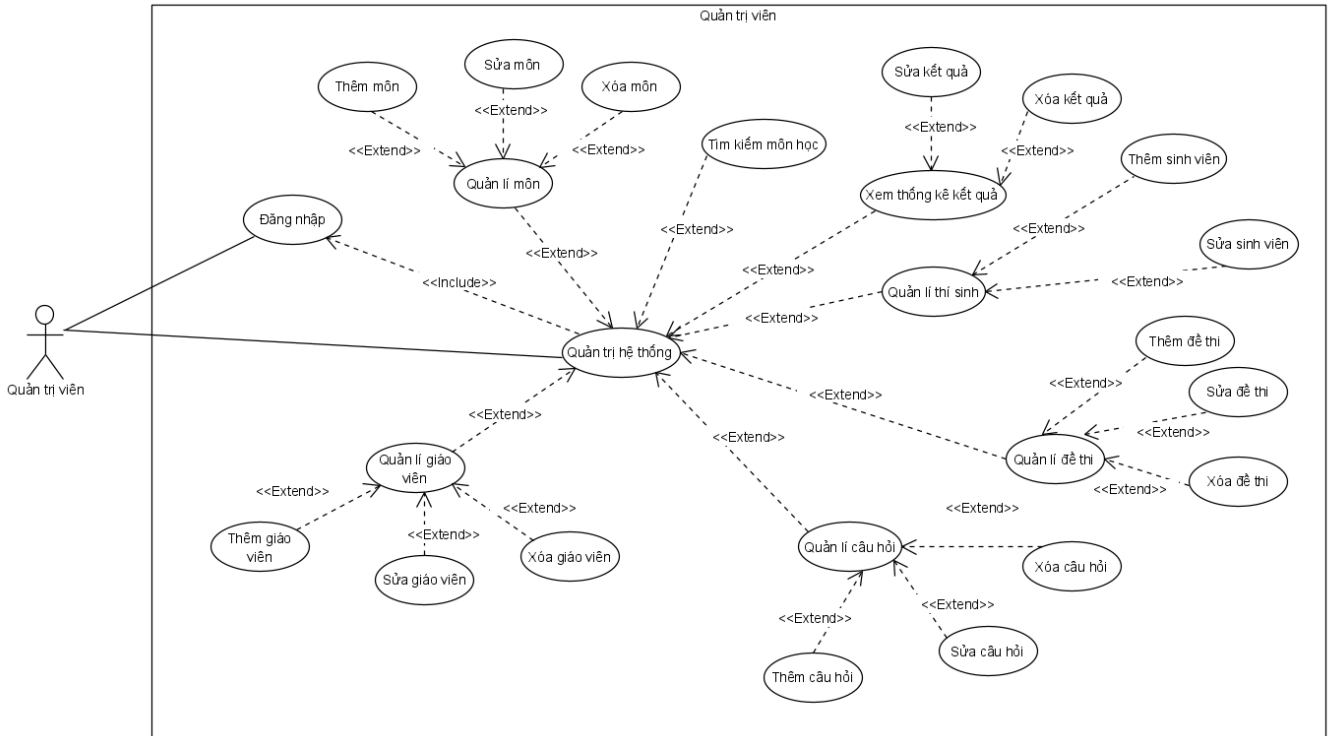 Quản trị viên
Sửa kết quả
Sửa môn
Thêm môn
Xóa môn
Xóa kết quả
<<Extend>>
<<Extend>>
<<Extend>>
<<Extend>>
<<Extend>>
Tìm kiếm môn học
Thêm sinh viên
Quản lí môn
Xem thống kê kết quả
Đăng nhập
<<Extend>>
<<Extend>>
Sửa sinh viên
<<Extend>>
<<Extend>>
<<Include>>
<<Extend>>
Quản lí thí sinh
<<Extend>>
<<Extend>>
Quản trị hệ thống
Thêm đề thi
Quản trị viên
<<Extend>>
Sửa đề thi
<<Extend>>
<<Extend>>
<<Extend>>
<<Extend>>
Quản lí giáo
viên
Quản lí đề thi
<<Extend>>
<<Extend>>
Xóa đề thi
<<Extend>>
<<Extend>>
<<Extend>>
Thêm giáo
viên
Sửa giáo viên
Xóa giáo viên
Quản lí câu hỏi
Xóa câu hỏi
<<Extend>>
<<Extend>>
Thêm câu hỏi
Sửa câu hỏi